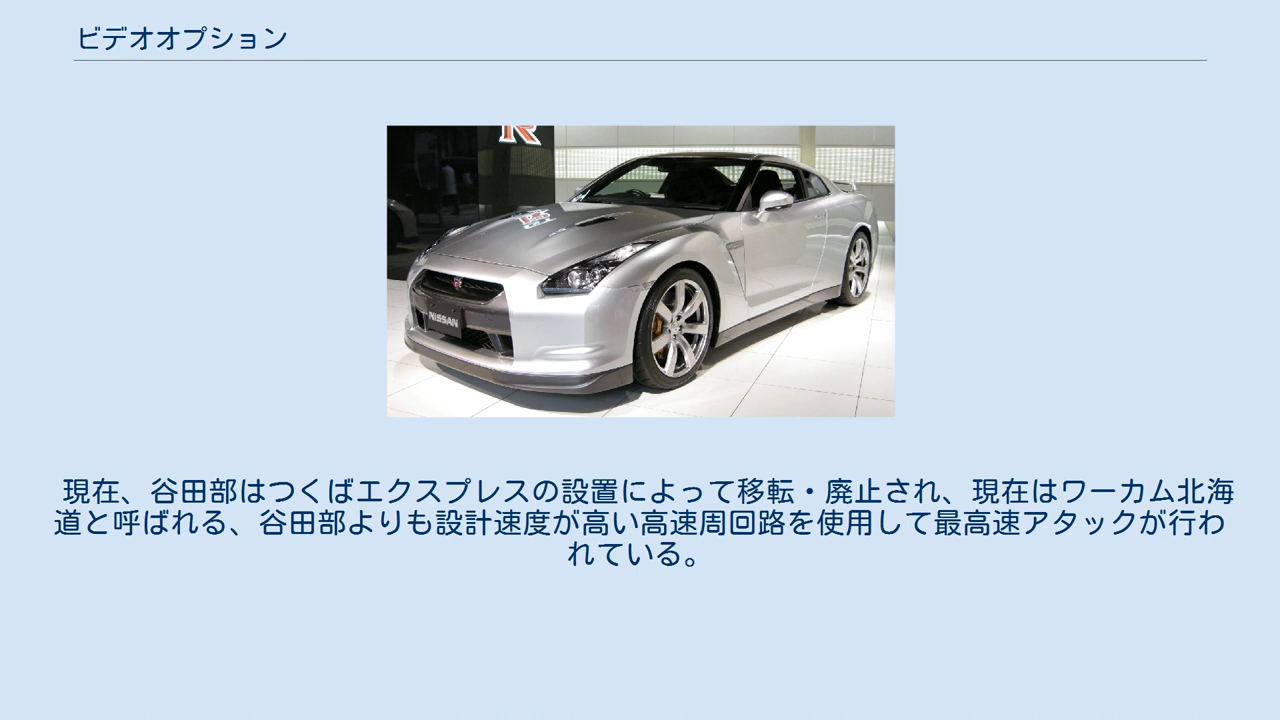 ビデオオプション
R
NISSAN
現在、谷田部はつくばエクスプレスの設置によって移転・廃止され、現在はワーカム北海
道と呼ばれる、谷田部よりも設計速度が高い高速周回路を使用して最高速アタックが行わ
れている。